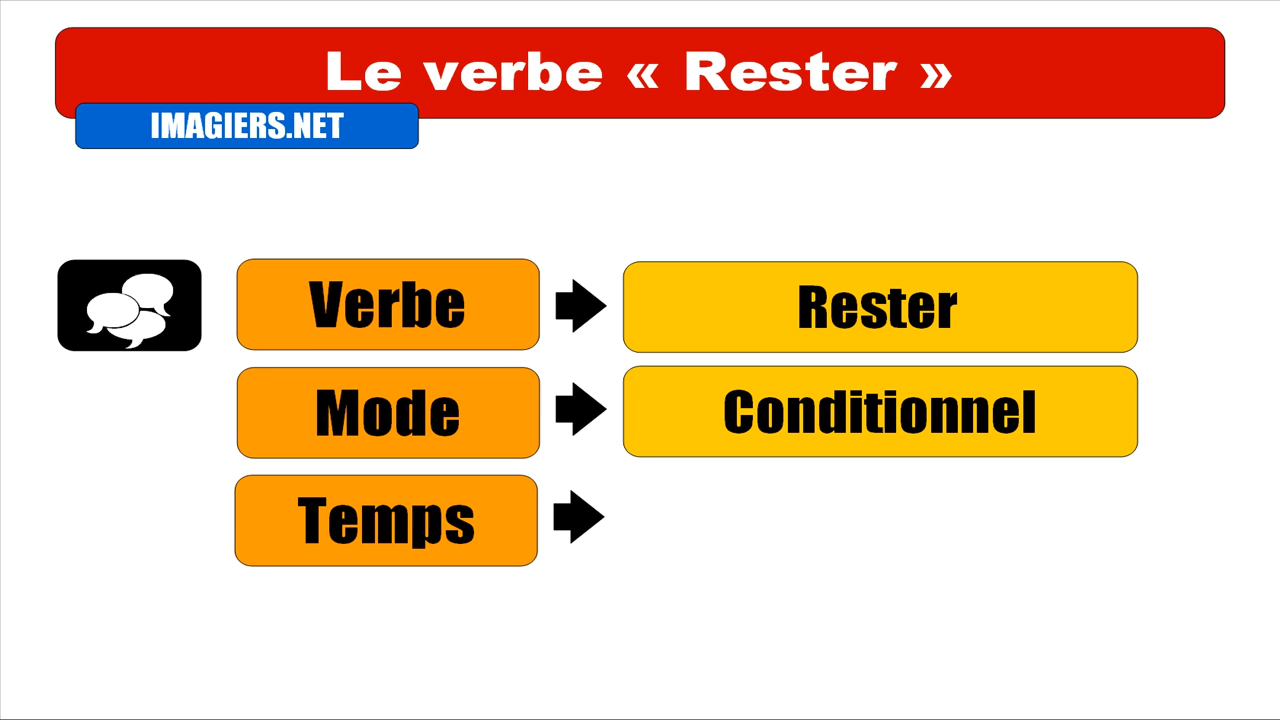 Le verbe « Rester »
IMAGIERS.NET
Verbe Rester
Mode Conditionnel
Temps